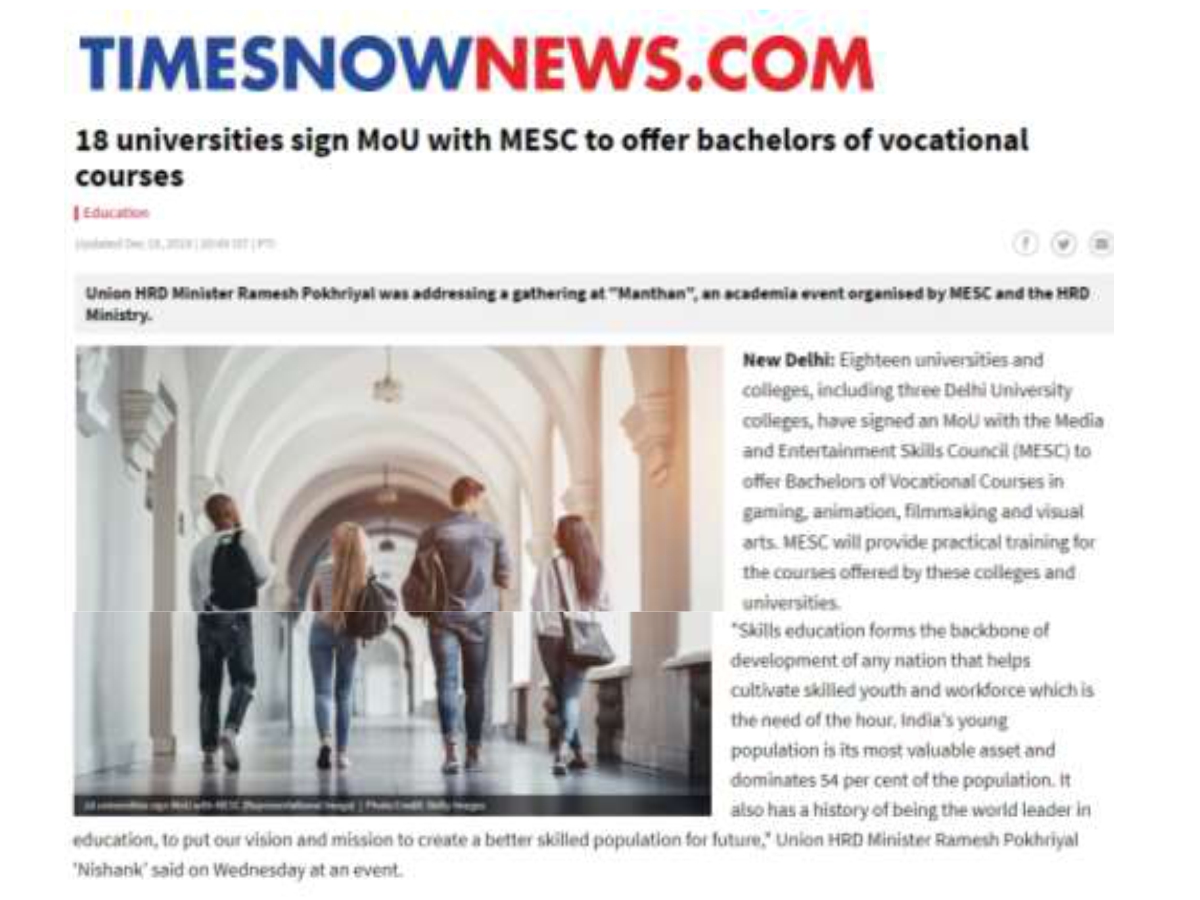 TIMESNOWNEWS.COM
18 universities sign MoU with MESC to offer bachelors of vocational
courses
Education
Union HRD Minister Ramesh Pokhriyal was addressing a gathering at "Manthan", an academia event organised by MESC and the HRD
Ministry.
New Delhi: Eighteen universities and
colleges, including three Delhi University
colleges, have signed an MoU with the Media
and Entertainment Skills Council (MESC) to
offer Bachelors of Vocational Courses in
gaming, animation, filmmaking and visual
arts. MESC will provide practical training for
the courses offered by these colleges and
universities.
"Skills education forms the backbone of
development of any nation that helps
cultivate skilled youth and workforce which is
the need of the hour. India's young
population is its most valuable asset and
dominates 54 per cent of the population. It
also has a history of being the world leader in
education, to put our vision and mission to create a better skilled population for future," Union HRD Minister Ramesh Pokhriyal
'Nishank' said on Wednesday at an event.
18 universities sign MoU with MESC (Representational Image) | Photo Credit: Getty Images